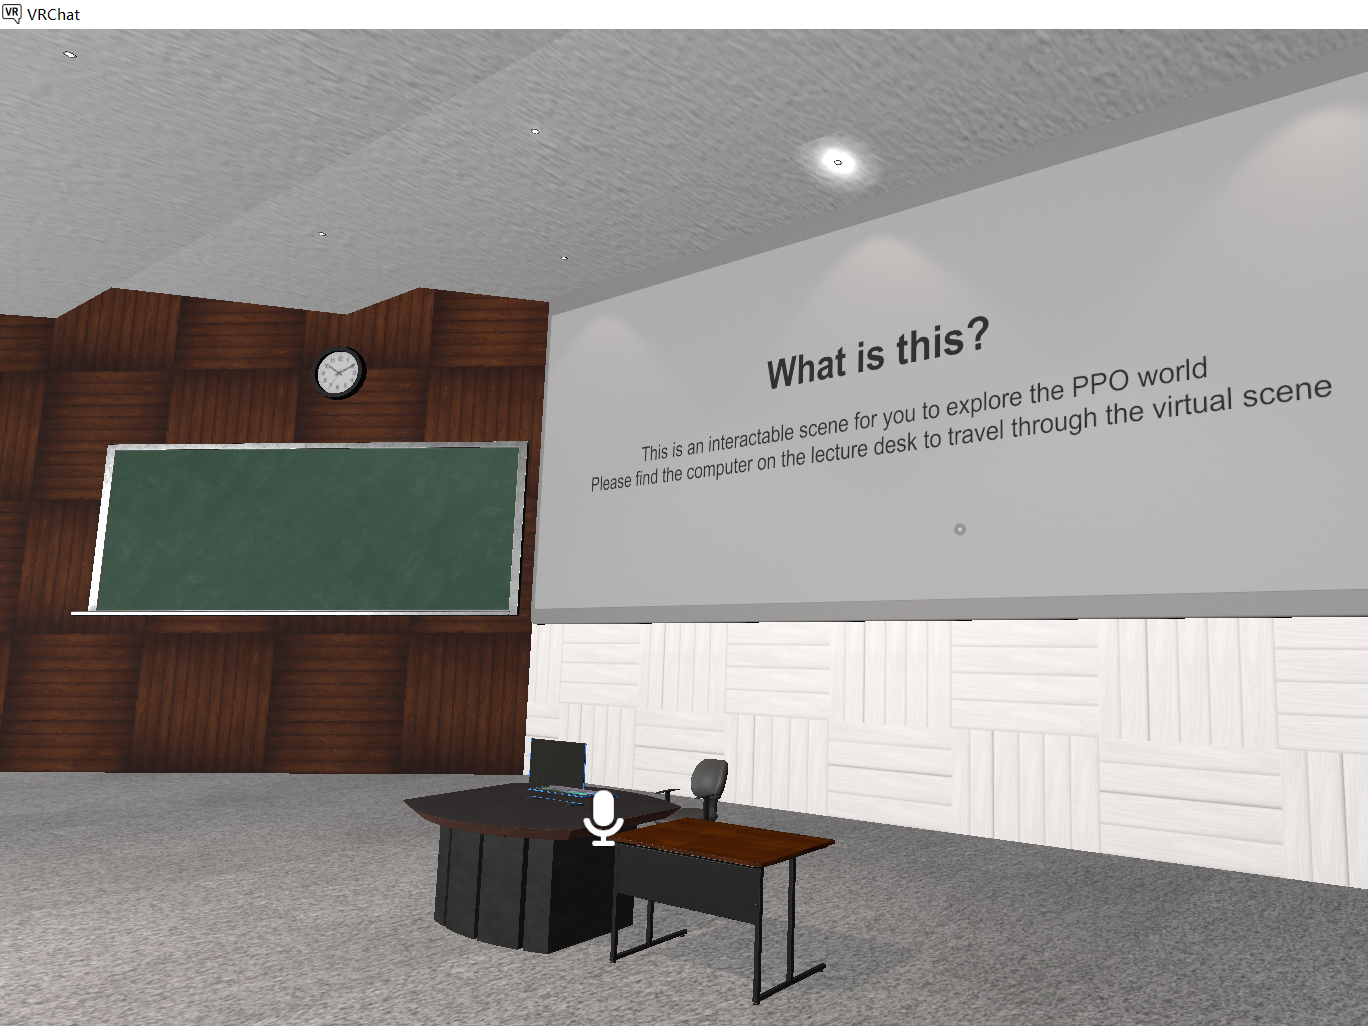 VRChat
What is this?
This is an interactable scene for you to explore the PPO world
Please find the computer on the lecture desk to travel through the virtual scene